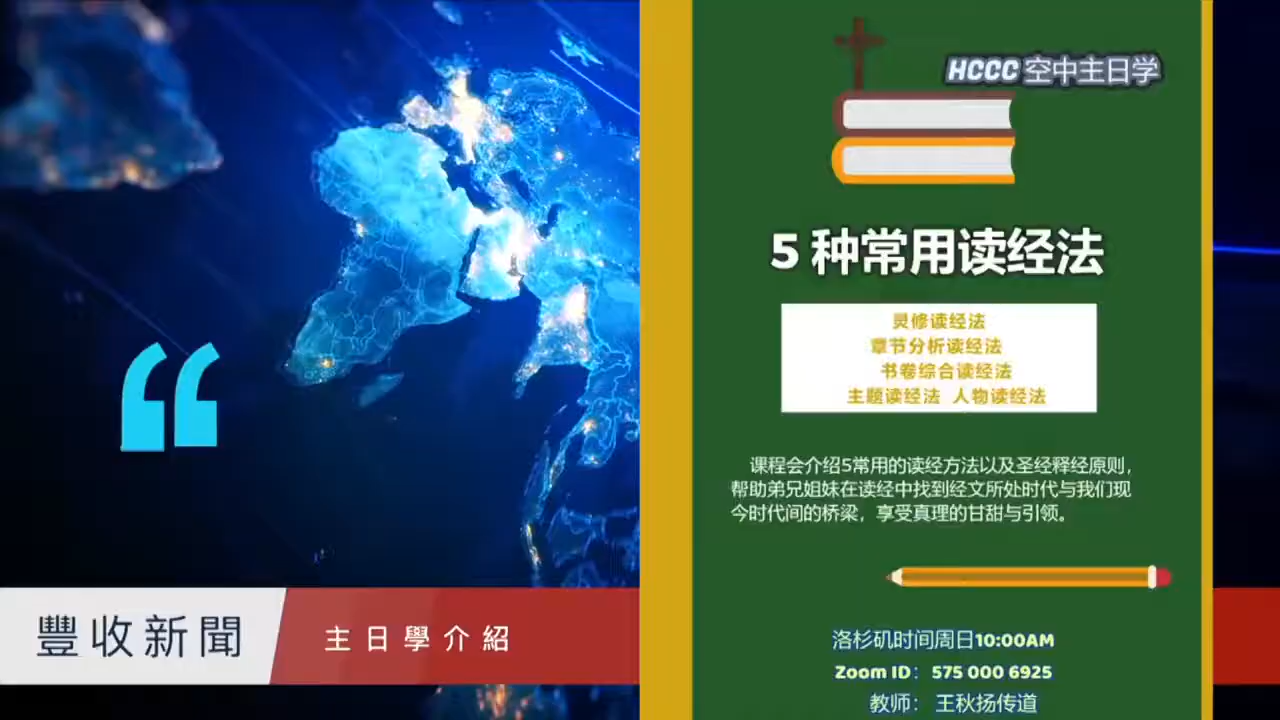 HCCC 空中主日学
5 种常用读经法
灵修读经法
章节分析读经法
书卷综合读经法
主题读经法 人物读经法
课程会介绍5常用的读经方法以及圣经释经原则，
帮助弟兄姐妹在读经中找到经文所处时代与我们现
今时代间的桥梁，享受真理的甘甜与引领。
洛杉矶时间周日10:00AM
Zoom ID： 575 000 6925
教师： 王秋扬传道
“
豐收新聞
主日學介紹